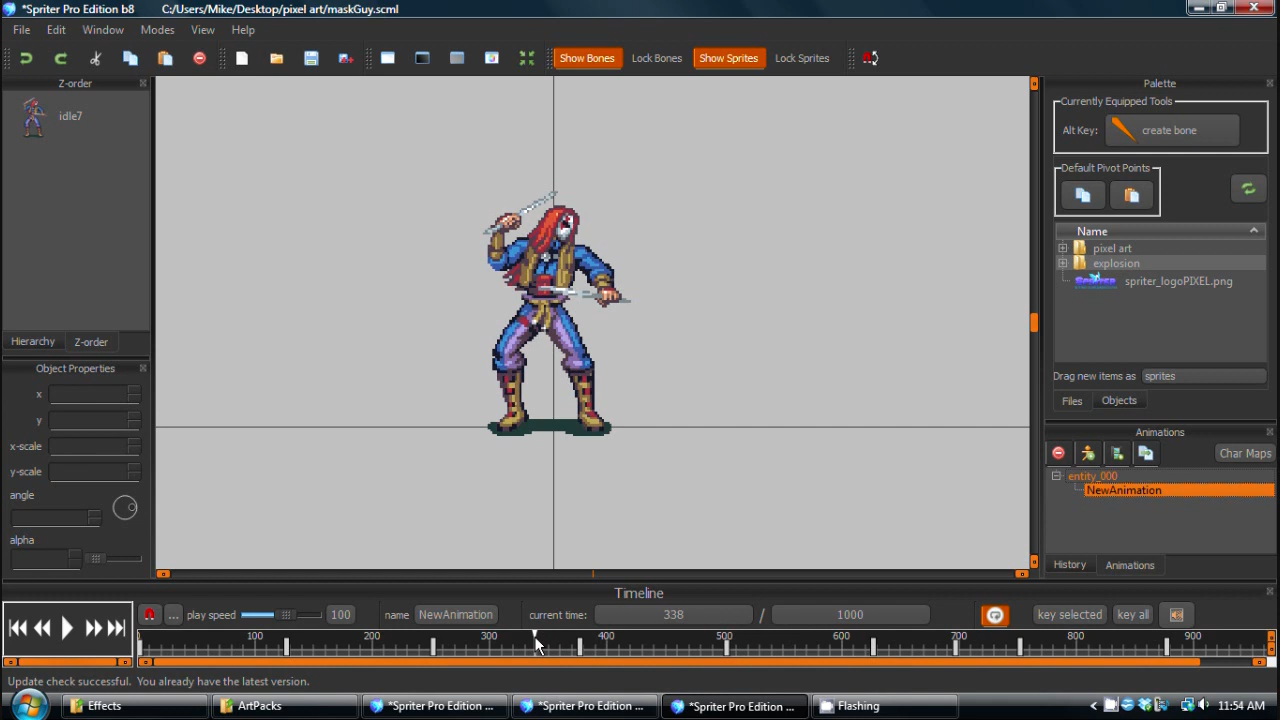 *Spriter Pro Edition b8 C:/Users/Mike/Desktop/pixel art/maskGuy.scml
File Edit Window Modes View Help
Show Bones Lock Bones Show Sprites Lock Sprites
Z-order
idle7
Hierarchy Z-order
Object Properties
x
y
x-scale
y-scale
angle
alpha
Palette
Currently Equipped Tools
Alt Key: create bone
Default Pivot Points
Name
pixel art
explosion
spriter_logoPIXEL.png
Drag new items as sprites
Files Objects
Animations
Char Maps
entity_000
NewAnimation
History Animations
Timeline
... play speed 100 name NewAnimation current time: 338 / 1000 key selected key all
100 200 300 400 500 600 700 800 900
Update check successful. You already have the latest version.
Effects ArtPacks *Spriter Pro Edition ... *Spriter Pro Edition ... *Spriter Pro Edition ... Flashing 11:54 AM